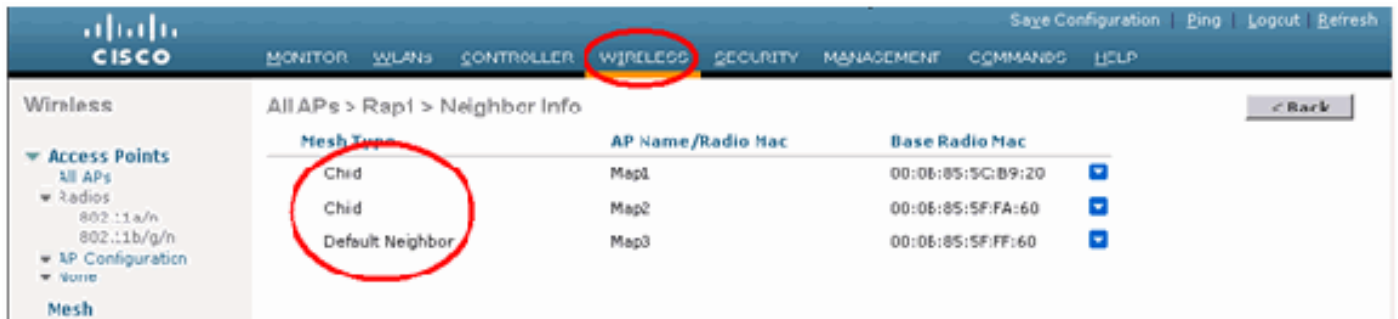 Save Configuration | Ping | Logout | Refresh
CISCO
MONITOR WLANs CONTROLLER WIRELESS SECURITY MANAGEMENT COMMANDS HELP
Wireless
All APs > Rap1 > Neighbor Info
< Back
Mesh Type AP Name/Radio Mac Base Radio Mac
Access Points
All APs
Radios
802.11a/n
802.11b/g/n
AP Configuration
None
Mesh
Child Map1 00:0B:85:5C:B9:20
Child Map2 00:0B:85:5F:FA:60
Default Neighbor Map3 00:0B:85:5F:FF:60